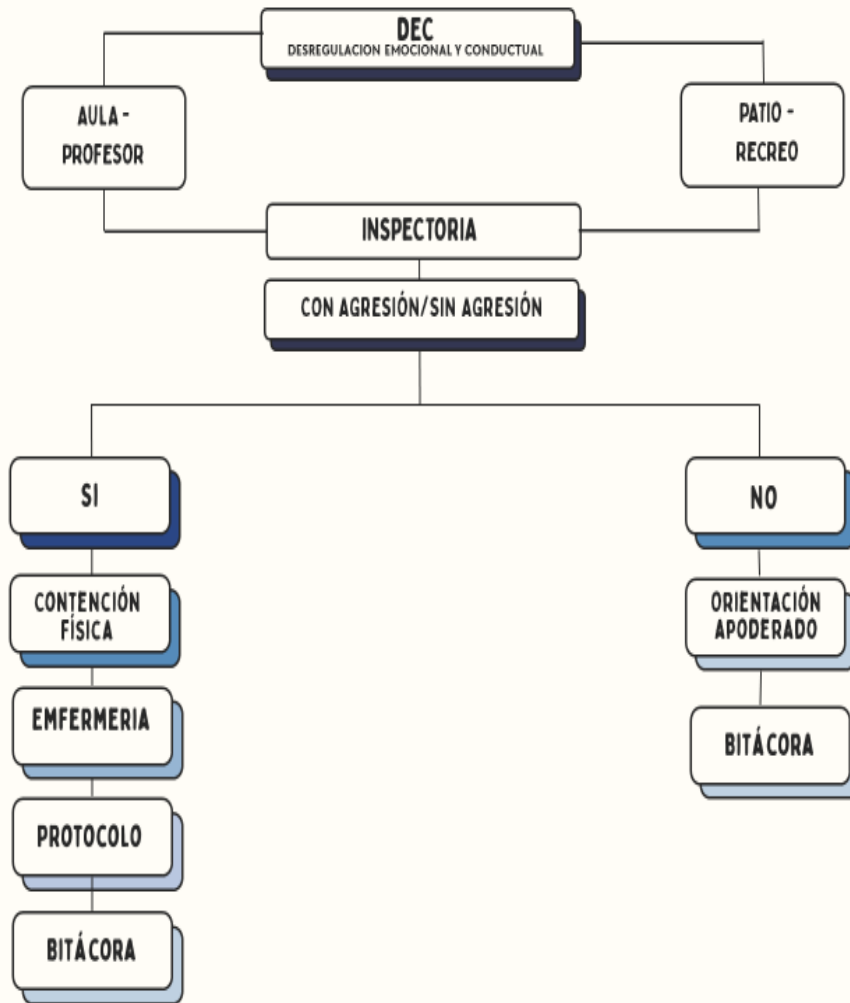 DEC
DESREGULACION EMOCIONAL Y CONDUCTUAL
AULA -
PROFESOR
PATIO -
RECREO
INSPECTORIA
CON AGRESIÓN/SIN AGRESIÓN
SI
NO
CONTENCIÓN
FÍSICA
ORIENTACIÓN
APODERADO
EMFERMERIA
BITÁCORA
PROTOCOLO
BITÁCORA